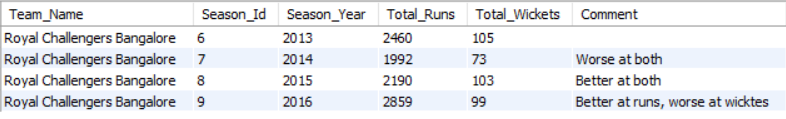 Team_Name Season_Id Season_Year Total_Runs Total_Wickets Comment
Royal Challengers Bangalore 6 2013 2460 105
Royal Challengers Bangalore 7 2014 1992 73 Worse at both
Royal Challengers Bangalore 8 2015 2190 103 Better at both
Royal Challengers Bangalore 9 2016 2859 99 Better at runs, worse at wicktes